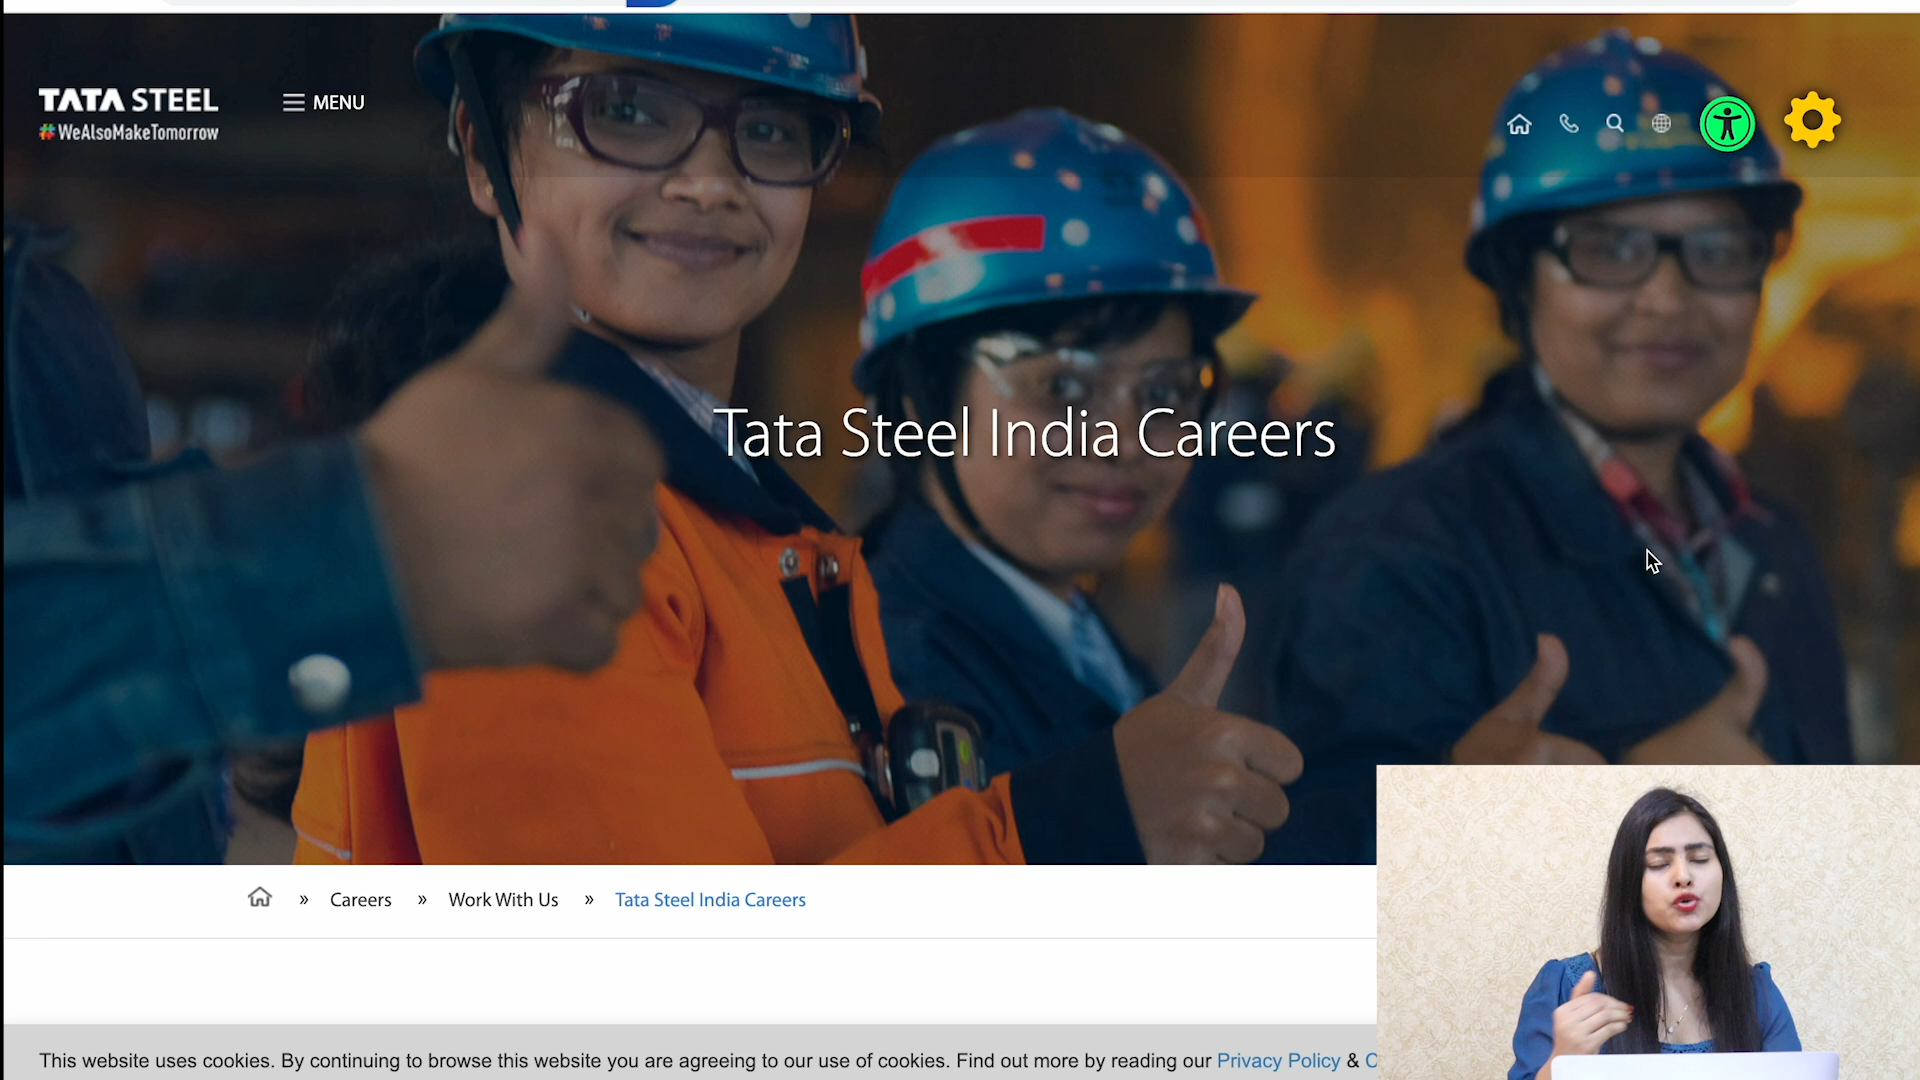 TATA STEEL
#WeAlsoMakeTomorrow
MENU
Tata Steel India Careers
» Careers » Work With Us » Tata Steel India Careers
This website uses cookies. By continuing to browse this website you are agreeing to our use of cookies. Find out more by reading our Privacy Policy &